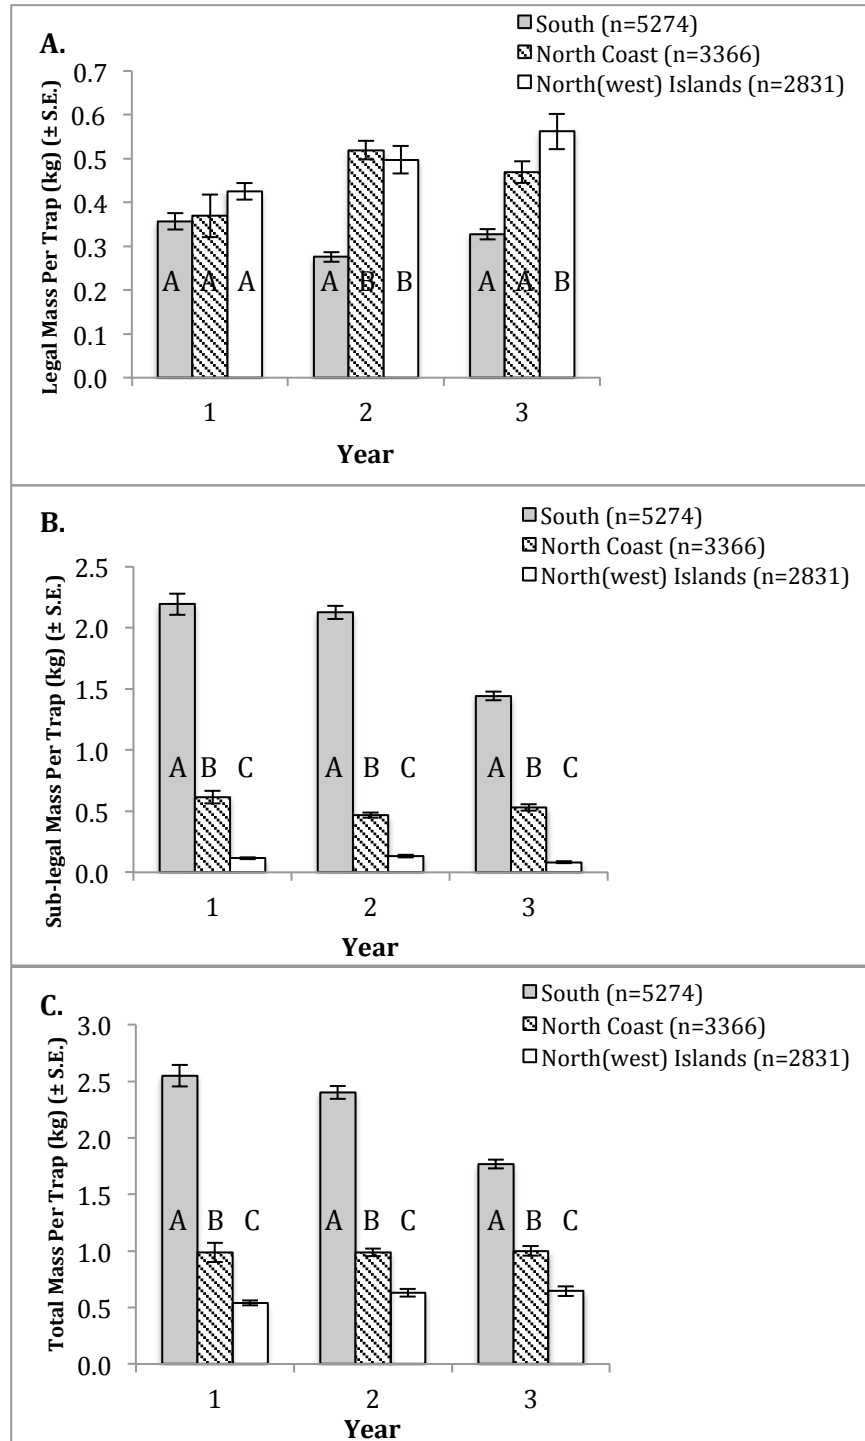 A.
South (n=5274)
North Coast (n=3366)
North(west) Islands (n=2831)
Legal Mass Per Trap (kg) (± S.E.)
0.7
0.6
0.5
0.4
0.3
0.2
0.1
0.0
A A A
A B B
A A B
1 2 3
Year
B.
South (n=5274)
North Coast (n=3366)
North(west) Islands (n=2831)
Sub-legal Mass Per Trap (kg) (± S.E.)
2.5
2.0
1.5
1.0
0.5
0.0
A B C
A B C
A B C
1 2 3
Year
C.
South (n=5274)
North Coast (n=3366)
North(west) Islands (n=2831)
Total Mass Per Trap (kg) (± S.E.)
3.0
2.5
2.0
1.5
1.0
0.5
0.0
A B C
A B C
A B C
1 2 3
Year